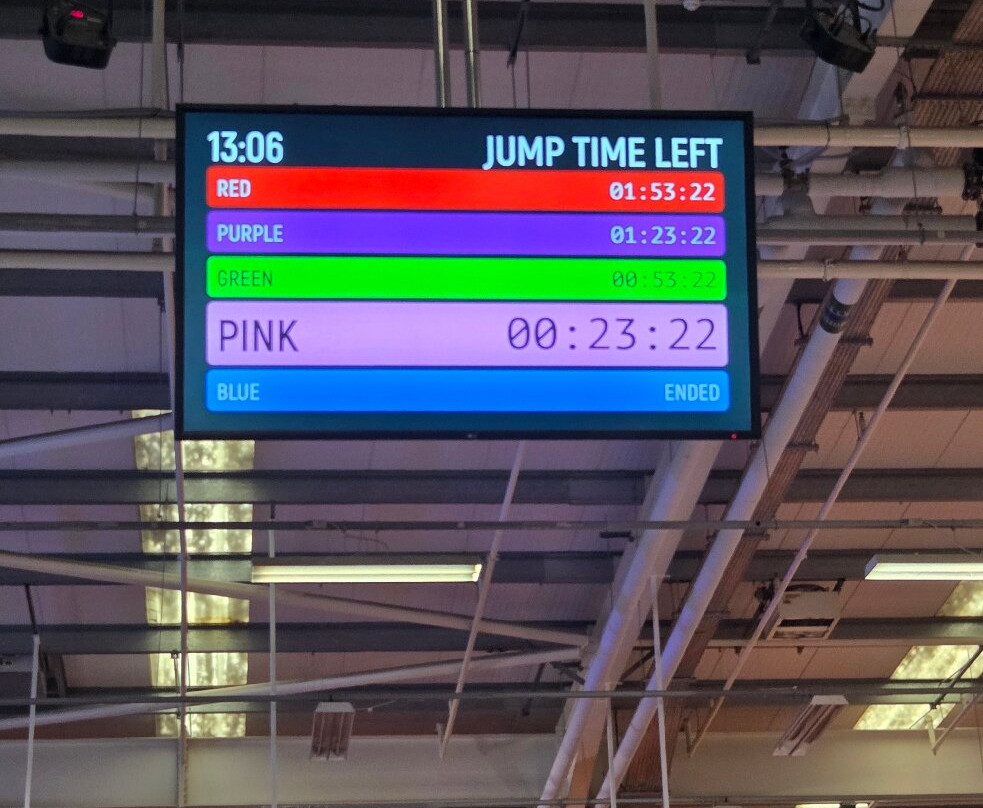 13:06 JUMP TIME LEFT
RED 01:53:22
PURPLE 01:23:22
GREEN 00:53:22
PINK 00:23:22
BLUE ENDED